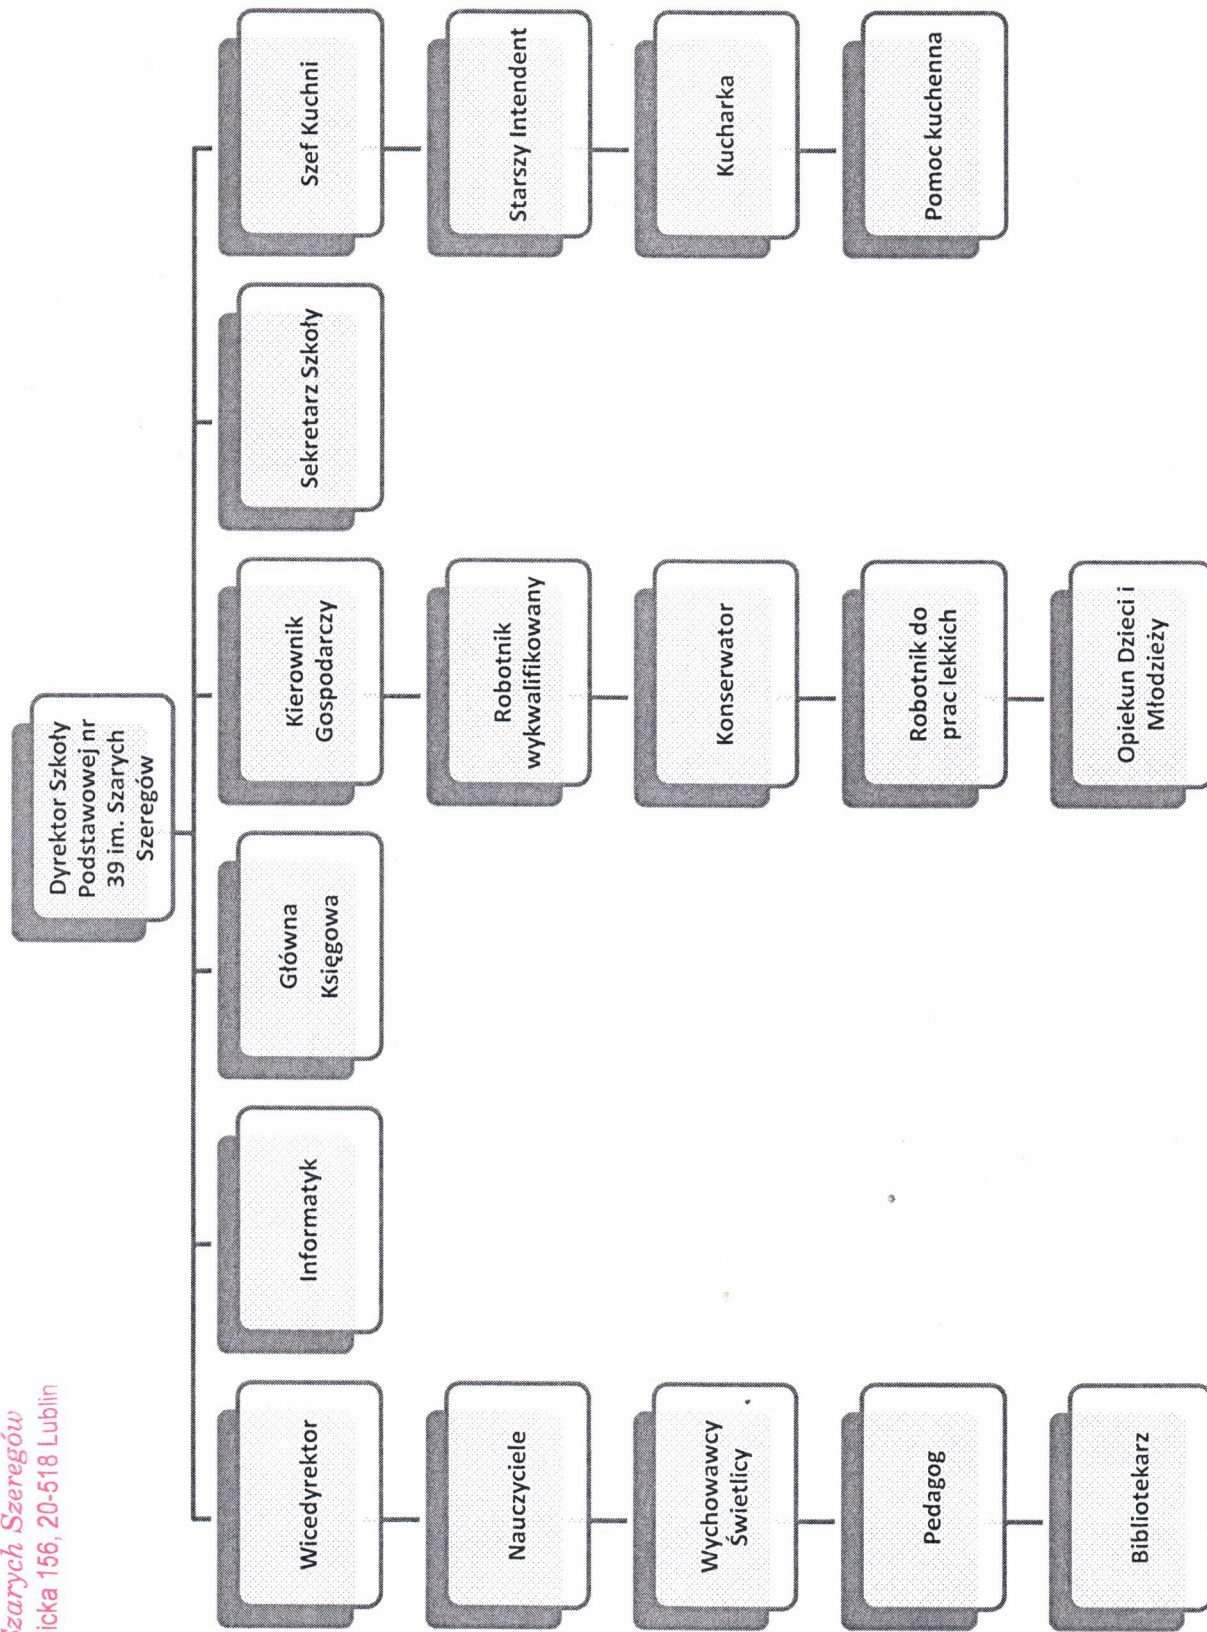 Szarych Szeregów
icka 156, 20-518 Lublin
Dyrektor Szkoły
Podstawowej nr
39 im. Szarych
Szeregów
Wicedyrektor
Informatyk
Główna
Księgowa
Kierownik
Gospodarczy
Sekretarz Szkoły
Szef Kuchni
Nauczyciele
Robotnik
wykwalifikowany
Starszy Intendent
Wychowawcy
Świetlicy
Konserwator
Kucharka
Pedagog
Robotnik do
prac lekkich
Pomoc kuchenna
Bibliotekarz
Opiekun Dzieci i
Młodzieży